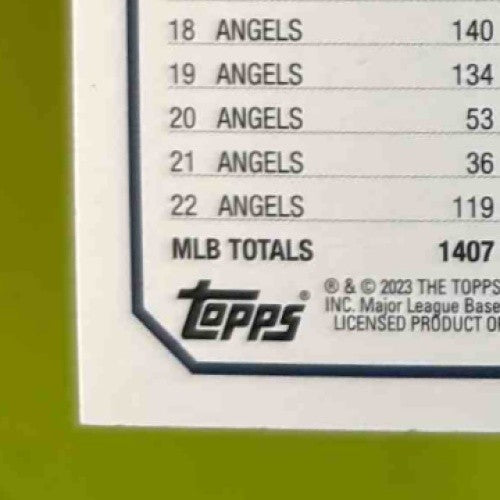 18 ANGELS 140
19 ANGELS 134
20 ANGELS 53
21 ANGELS 36
22 ANGELS 119
MLB TOTALS 1407
topps® ® & © 2023 THE TOPPS
INC. Major League Base
LICENSED PRODUCT O